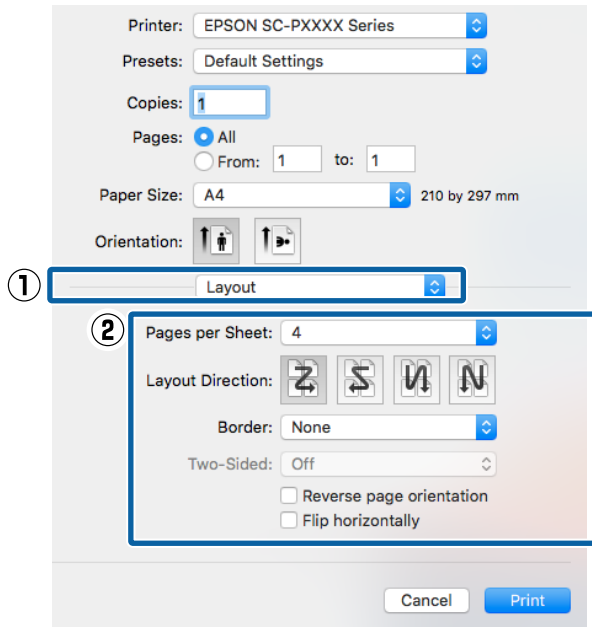 Printer: EPSON SC-PXXXX Series
Presets: Default Settings
Copies: 1
Pages: All
From: 1 to: 1
Paper Size: A4 210 by 297 mm
Orientation:
① Layout
② Pages per Sheet: 4
Layout Direction:
Border: None
Two-Sided: Off
Reverse page orientation
Flip horizontally
Cancel Print